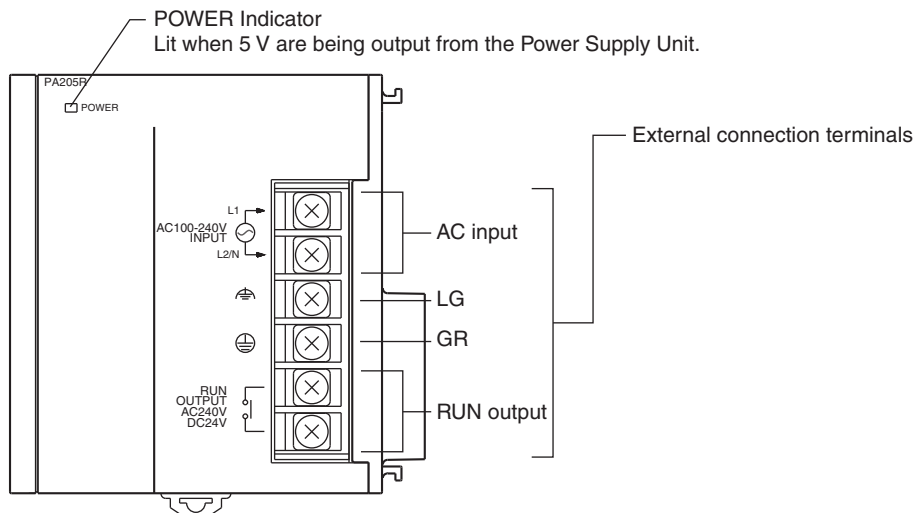 POWER Indicator
Lit when 5 V are being output from the Power Supply Unit.
PA205R
POWER
External connection terminals
L1
AC100-240V
INPUT
L2/N
AC input
LG
GR
RUN
OUTPUT
AC240V
DC24V
RUN output